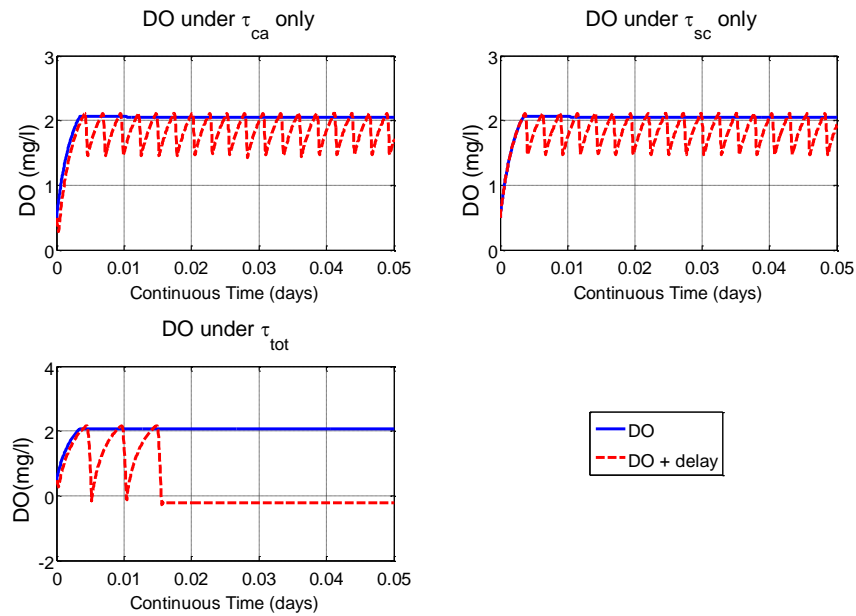 DO under τca only
3
2
1
0
DO (mg/l)
0 0.01 0.02 0.03 0.04 0.05
Continuous Time (days)
DO under τsc only
3
2
1
0
DO (mg/l)
0 0.01 0.02 0.03 0.04 0.05
Continuous Time (days)
DO under τtot
4
2
0
-2
DO(mg/l)
0 0.01 0.02 0.03 0.04 0.05
Continuous Time (days)
DO
DO + delay